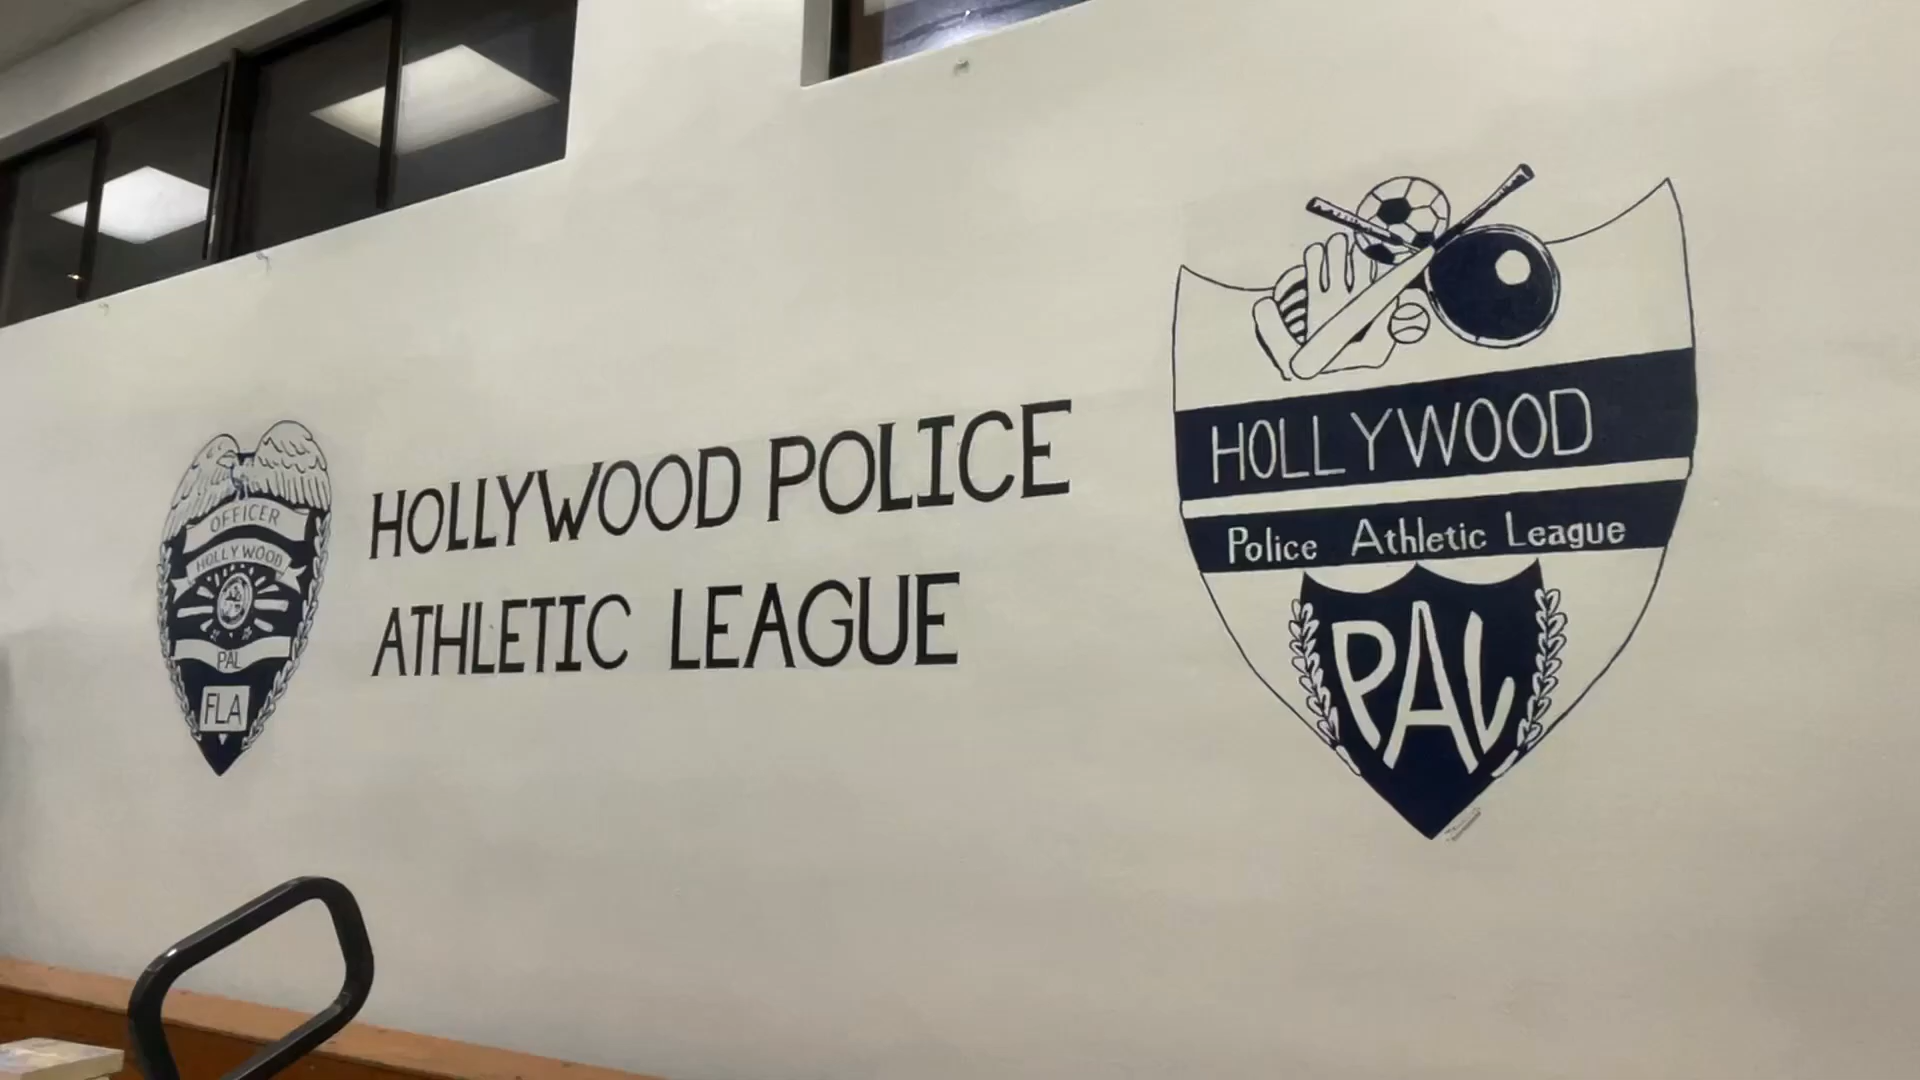 OFFICER
HOLLYWOOD
PAL
FLA
HOLLYWOOD POLICE
ATHLETIC LEAGUE
HOLLYWOOD
Police Athletic League
PAL